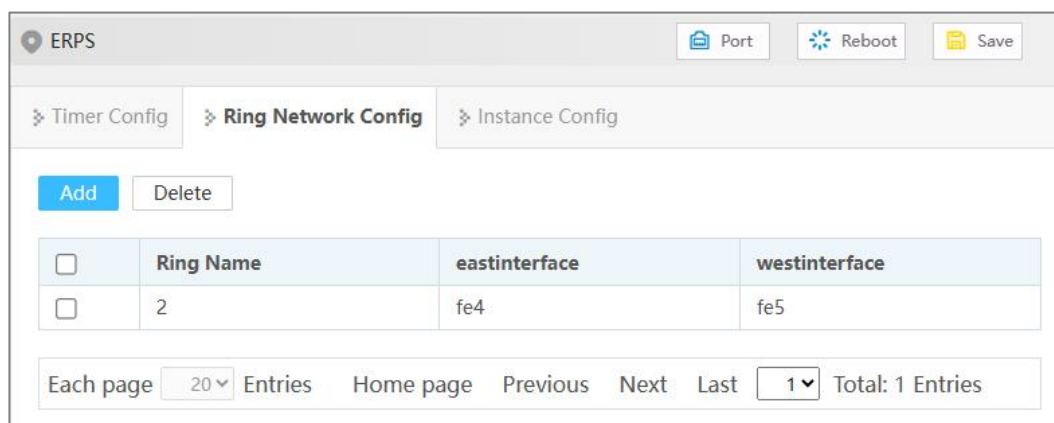 ERPS Port Reboot Save
Timer Config Ring Network Config Instance Config
Add Delete
Ring Name eastinterface westinterface
2 fe4 fe5
Each page 20 Entries Home page Previous Next Last 1 Total: 1 Entries